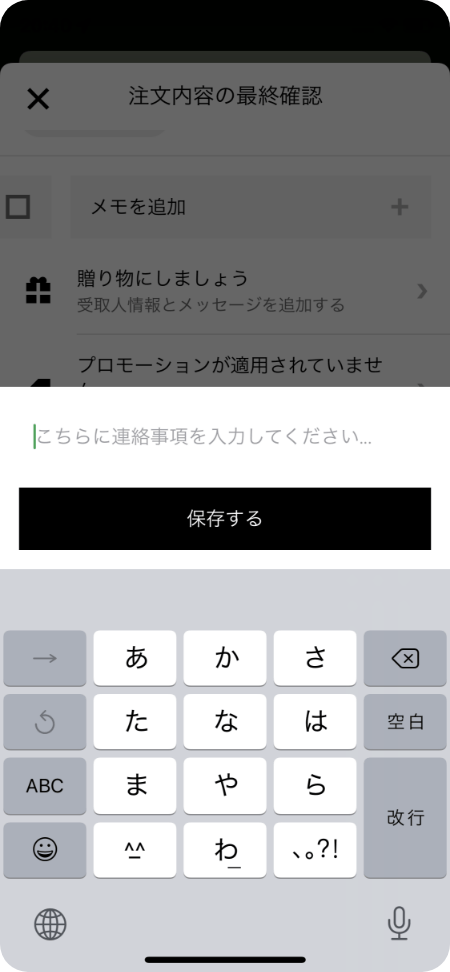 注文内容の最終確認
メモを追加
贈り物にしましょう
受取人情報とメッセージを追加する
プロモーションが適用されていませ
こちらに連絡事項を入力してください...
保存する
→ あ か さ
た な は 空白
ABC ま や ら 改行
^^ わ 、。?!